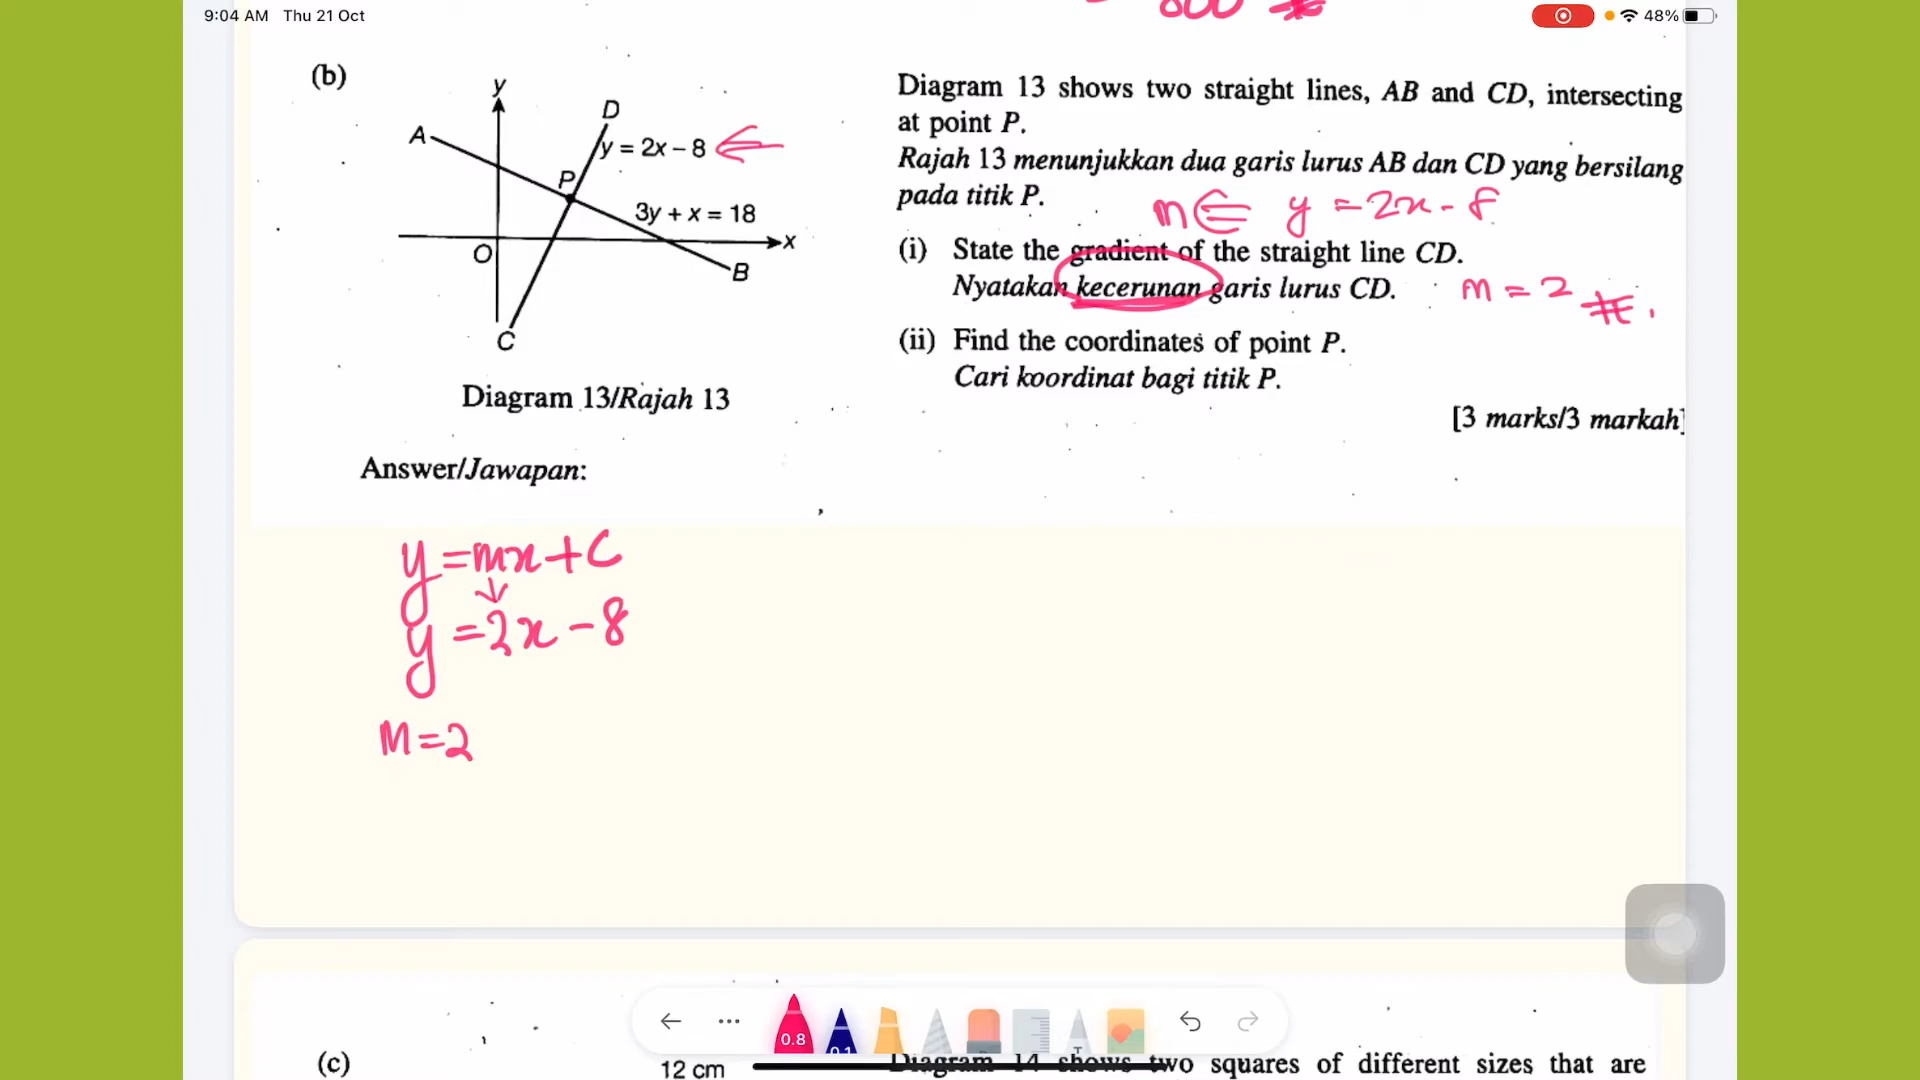 9:04 AM Thu 21 Oct 48%
800
(b)
y
D
A
y = 2x – 8
P
3y + x = 18
O
x
B
C
Diagram 13/Rajah 13
Diagram 13 shows two straight lines, AB and CD, intersecting
at point P.
Rajah 13 menunjukkan dua garis lurus AB dan CD yang bersilang
pada titik P.
m y = 2x - 8
(i) State the gradient of the straight line CD.
Nyatakan kecerunan garis lurus CD.
m = 2
(ii) Find the coordinates of point P.
Cari koordinat bagi titik P.
[3 marks/3 markah]
Answer/Jawapan:
y = mx + c
y = 2x - 8
m = 2
0.8
0.1
T
(c)
12 cm
Diagram 14 shows two squares of different sizes that are